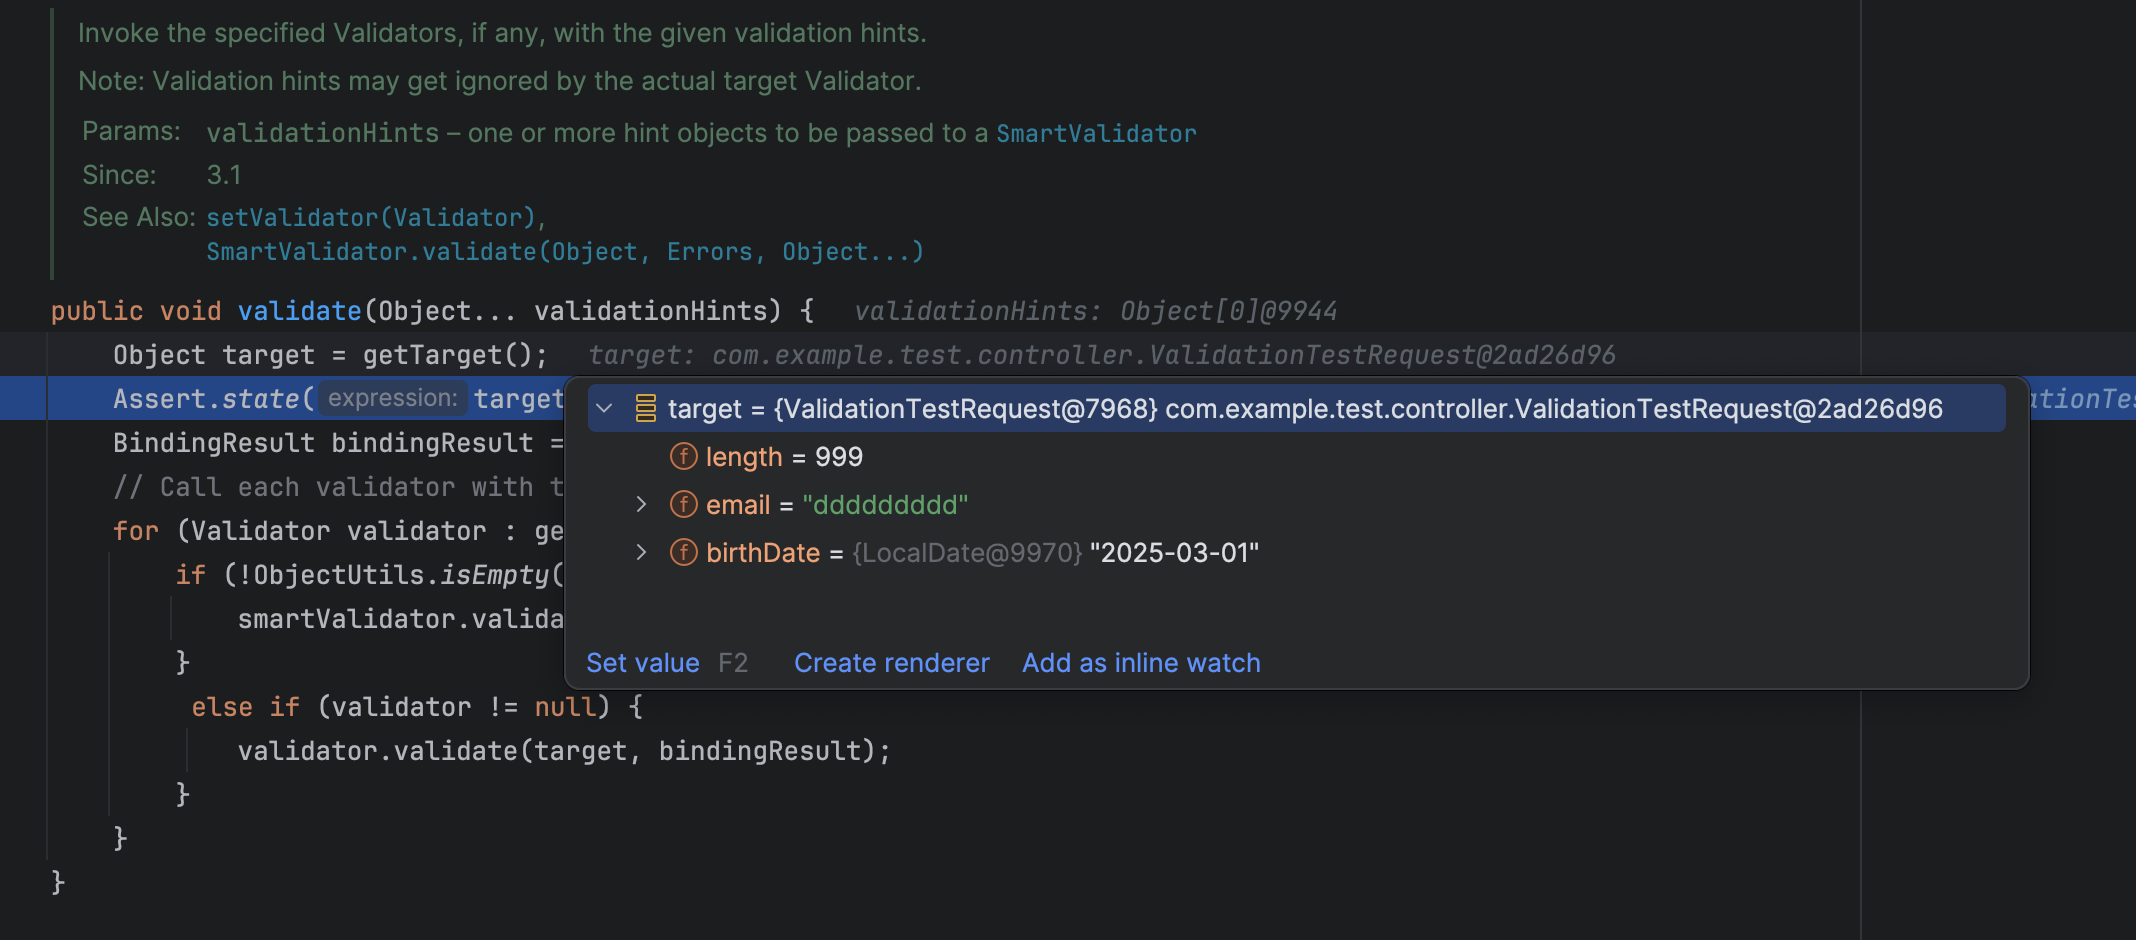 Invoke the specified Validators, if any, with the given validation hints.
Note: Validation hints may get ignored by the actual target Validator.
Params: validationHints – one or more hint objects to be passed to a SmartValidator
Since: 3.1
See Also: setValidator(Validator),
SmartValidator.validate(Object, Errors, Object...)
public void validate(Object... validationHints) { validationHints: Object[0]@9944
Object target = getTarget(); target: com.example.test.controller.ValidationTestRequest@2ad26d96
Assert.state( expression: target
target = {ValidationTestRequest@7968} com.example.test.controller.ValidationTestRequest@2ad26d96
f length = 999
f email = "ddddddddd"
f birthDate = {LocalDate@9970} "2025-03-01"
Set value F2 Create renderer Add as inline watch
BindingResult bindingResult =
// Call each validator with t
for (Validator validator : ge
if (!ObjectUtils.isEmpty(
smartValidator.valida
}
else if (validator != null) {
validator.validate(target, bindingResult);
}
}
}